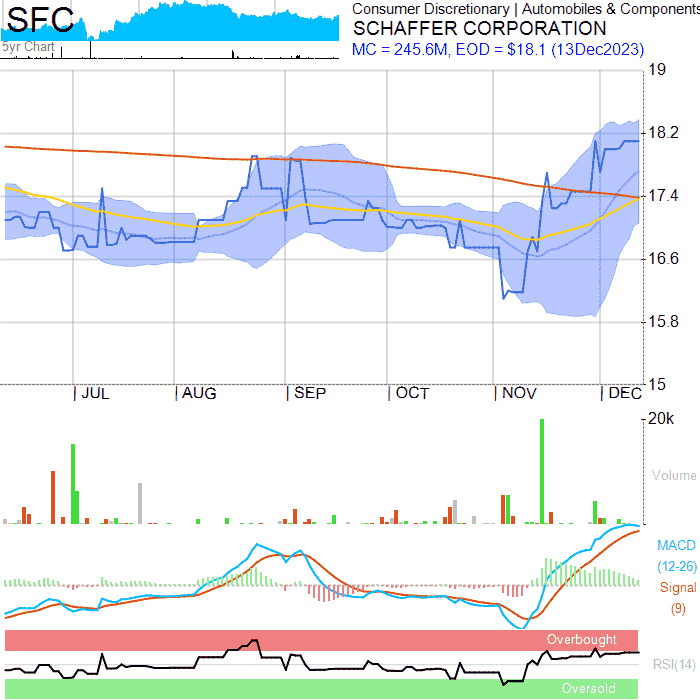 SFC
5yr Chart
Consumer Discretionary | Automobiles & Components
SCHAFFER CORPORATION
MC = 245.6M, EOD = $18.1 (13Dec2023)
19
18.2
17.4
16.6
15.8
15
JUL AUG SEP OCT NOV DEC
20k
Volume
MACD
(12-26)
Signal
(9)
Overbought
RSI(14)
Oversold